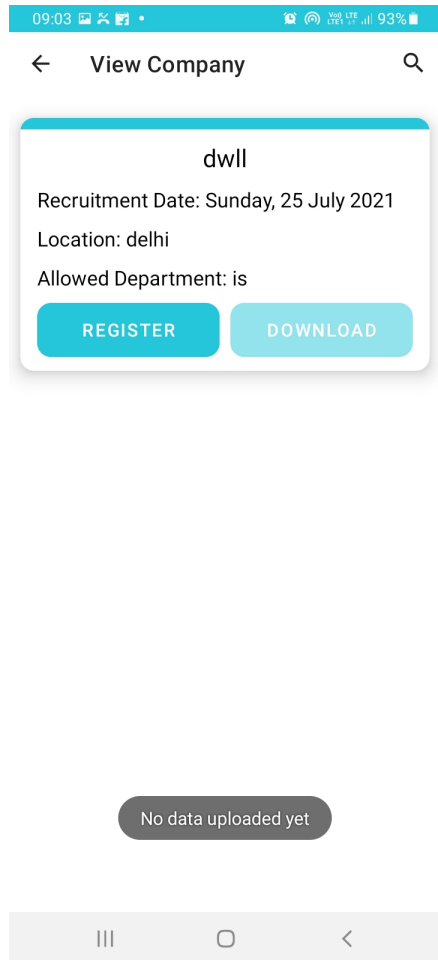 09:03 93%
View Company
dwll
Recruitment Date: Sunday, 25 July 2021
Location: delhi
Allowed Department: is
REGISTER DOWNLOAD
No data uploaded yet